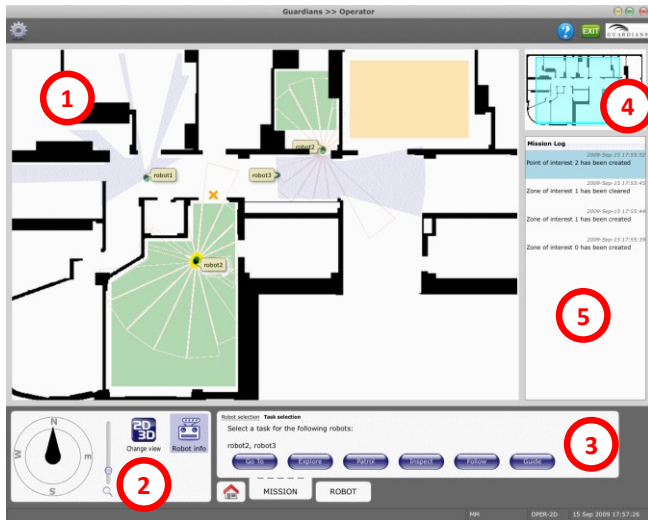 Guardians >> Operator
EXIT
GUARDIANS
1
robot1
robot2
robot3
robot2
4
Mission Log
2009-Sep-15 17:55:52
Point of interest 2 has been created
2009-Sep-15 17:55:45
Zone of interest 1 has been cleared
2009-Sep-15 17:55:44
Zone of interest 1 has been created
2009-Sep-15 17:55:39
Zone of interest 0 has been created
5
N
W
S
2D
3D
Change view
Robot info
2
Robot selection Task selection
Select a task for the following robots:
robot2, robot3
Go To Explore Patrol Inspect Follow Guide
3
MISSION ROBOT
MM OPER-2D 15 Sep 2009 17:57:26